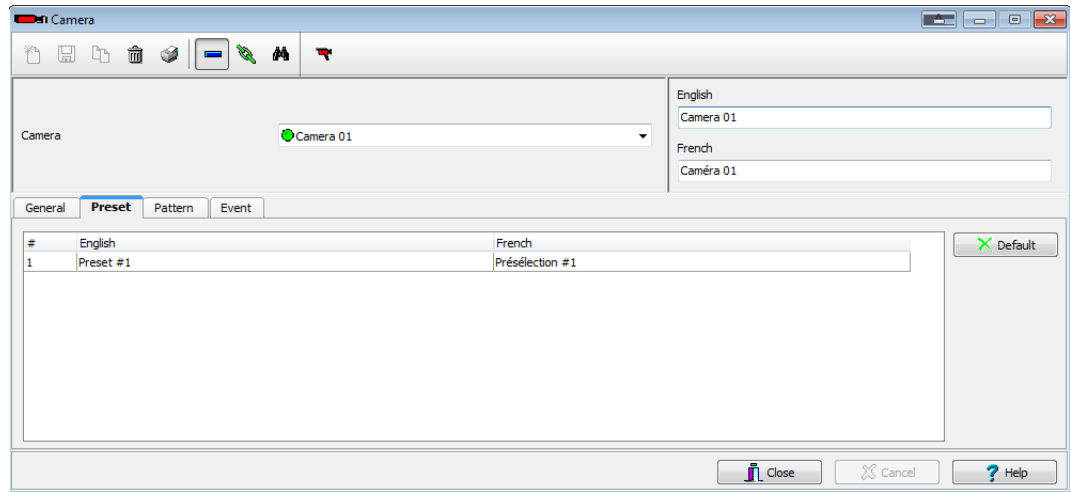 Camera
English
Camera 01
Camera
Camera 01
French
Caméra 01
General Preset Pattern Event
# English French
1 Preset #1 Présélection #1
Default
Close Cancel Help